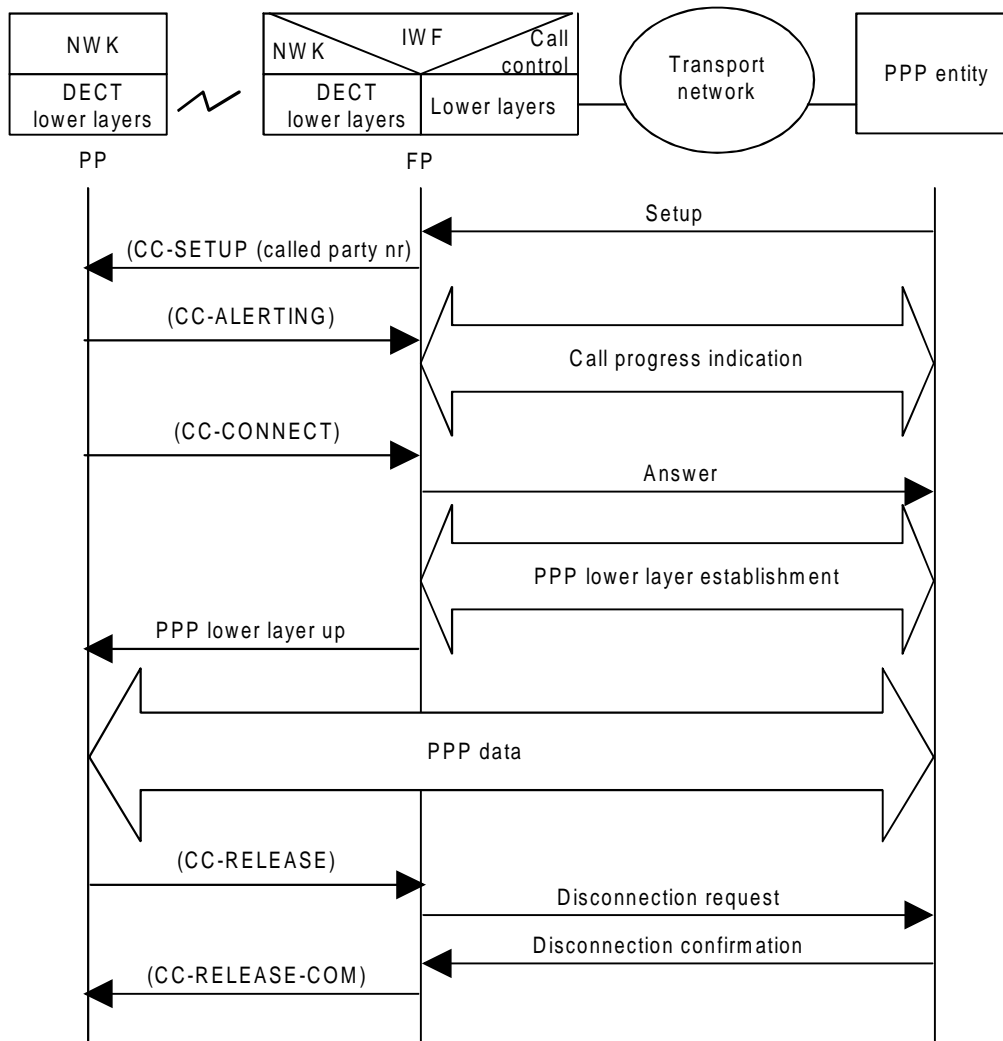 NWK
DECT
lower layers
NWK
IWF
Call
control
DECT
lower layers
Lower layers
Transport
network
PPP entity
PP
FP
Setup
(CC-SETUP (called party nr)
(CC-ALERTING)
Call progress indication
(CC-CONNECT)
Answer
PPP lower layer establishment
PPP lower layer up
PPP data
(CC-RELEASE)
Disconnection request
Disconnection confirmation
(CC-RELEASE-COM)